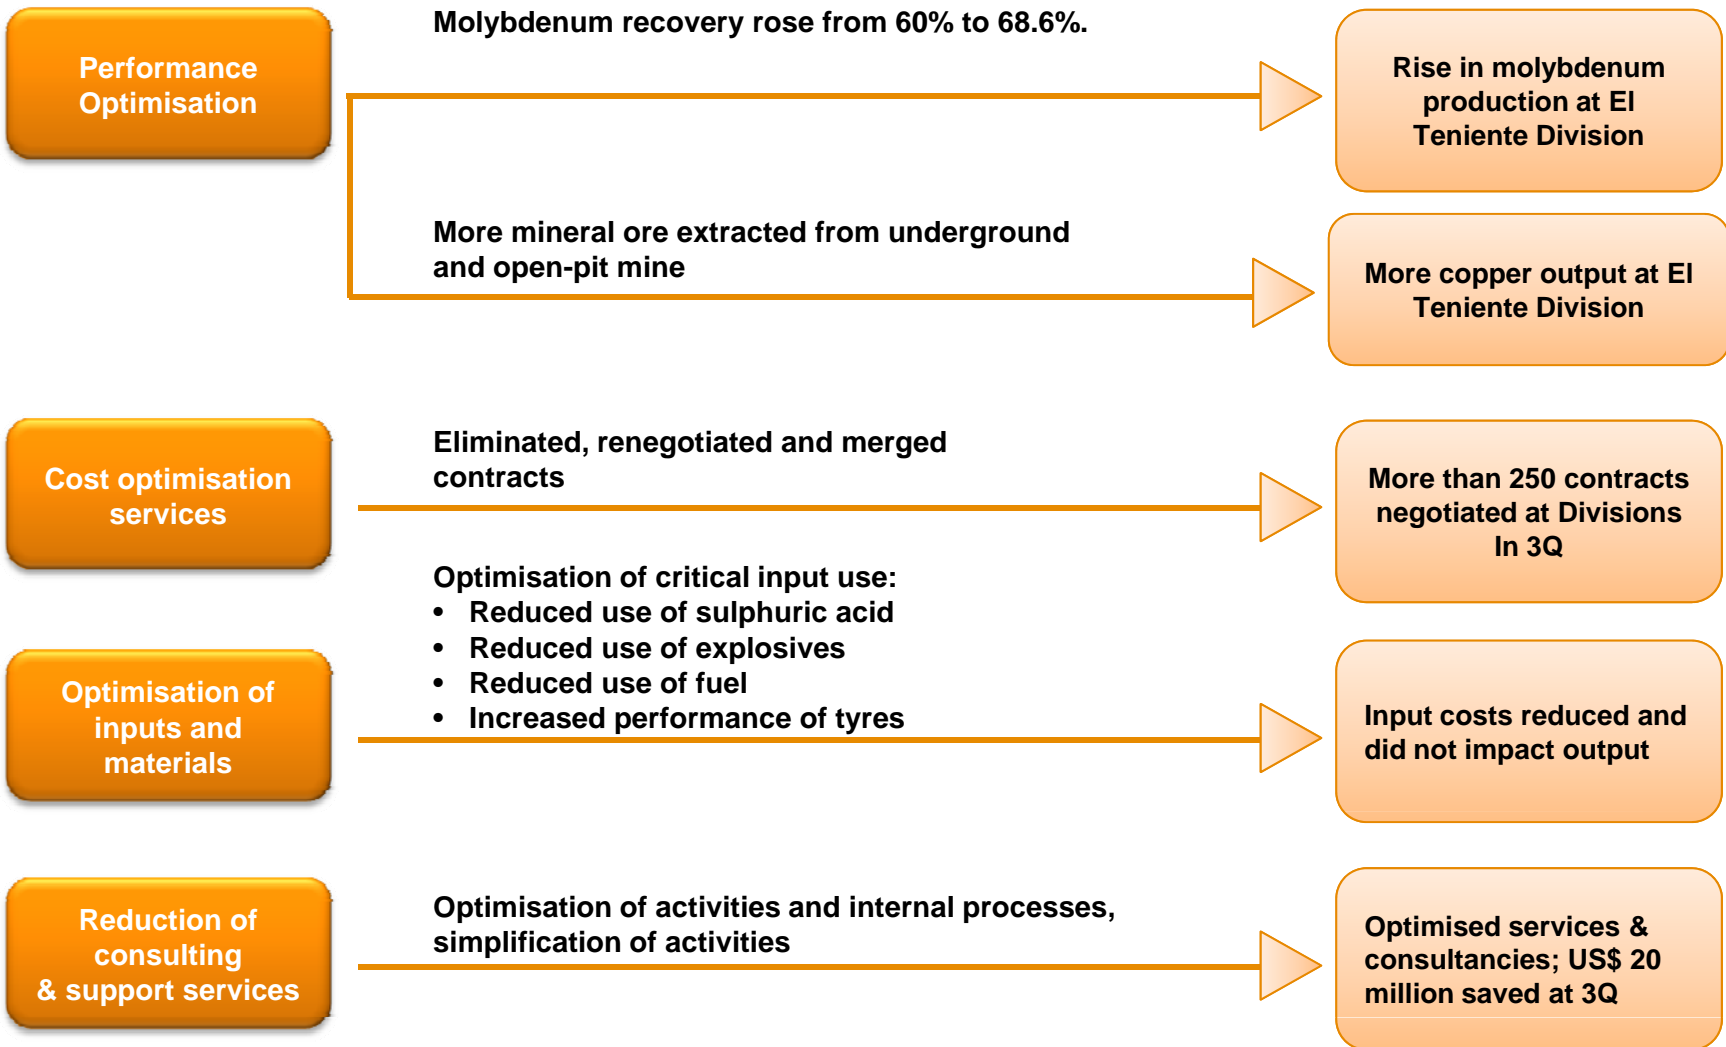 Performance
Optimisation
Molybdenum recovery rose from 60% to 68.6%.
Rise in molybdenum
production at El
Teniente Division
More mineral ore extracted from underground
and open-pit mine
More copper output at El
Teniente Division
Cost optimisation
services
Eliminated, renegotiated and merged
contracts
More than 250 contracts
negotiated at Divisions
In 3Q
Optimisation of
inputs and
materials
Optimisation of critical input use:
• Reduced use of sulphuric acid
• Reduced use of explosives
• Reduced use of fuel
• Increased performance of tyres
Input costs reduced and
did not impact output
Reduction of
consulting
& support services
Optimisation of activities and internal processes,
simplification of activities
Optimised services &
consultancies; US$ 20
million saved at 3Q